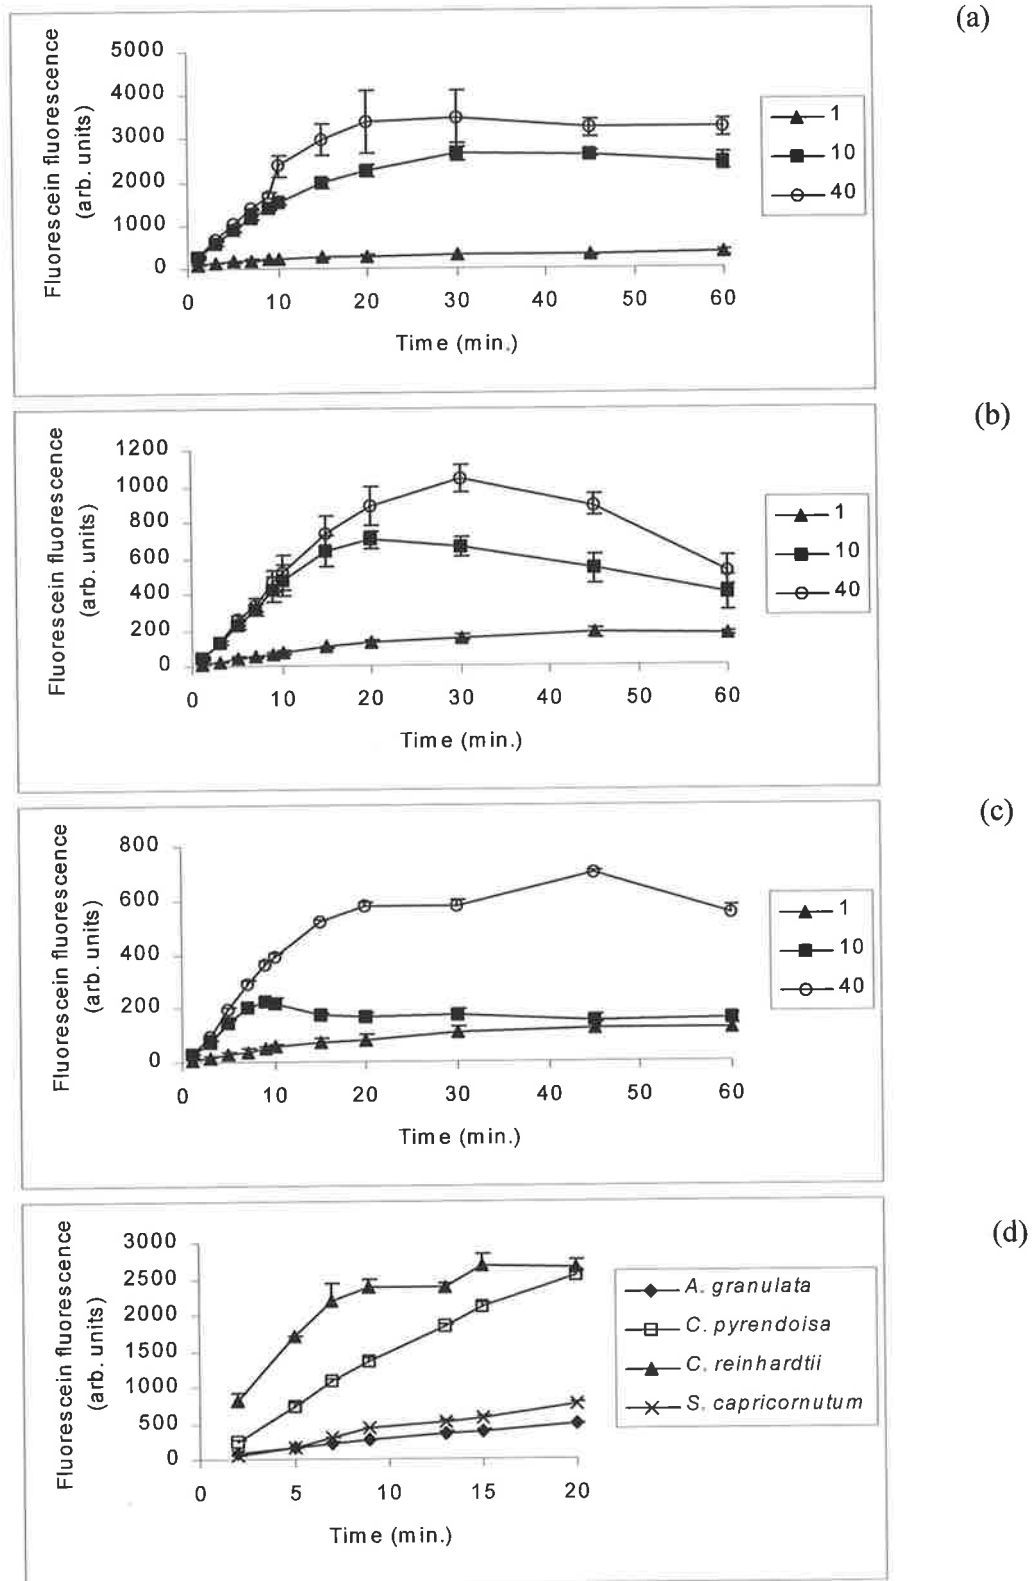 (a)
Fluorescein fluorescence
(arb. units)
5000
4000
3000
2000
1000
0
0 10 20 30 40 50 60
Time (min.)
1
10
40
(b)
Fluorescein fluorescence
(arb. units)
1200
1000
800
600
400
200
0
0 10 20 30 40 50 60
Time (min.)
1
10
40
(c)
Fluorescein fluorescence
(arb. units)
800
600
400
200
0
0 10 20 30 40 50 60
Time (min.)
1
10
40
(d)
Fluorescein fluorescence
(arb. units)
3000
2500
2000
1500
1000
500
0
0 5 10 15 20
Time (min.)
A. granulata
C. pyrendoisa
C. reinhardtii
S. capricornutum